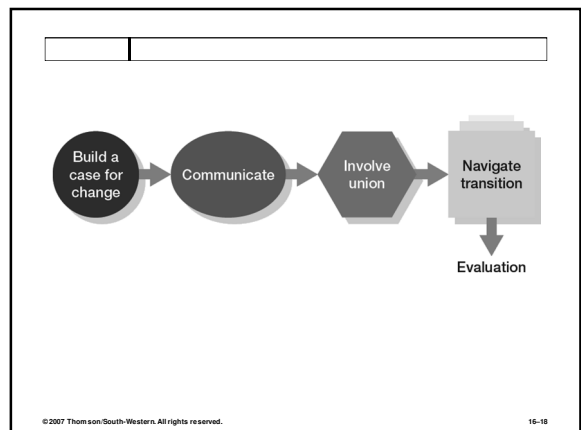 Build a
case for
change
Communicate
Involve
union
Navigate
transition
Evaluation
©2007 Thomson/South-Western. All rights reserved.
16–18